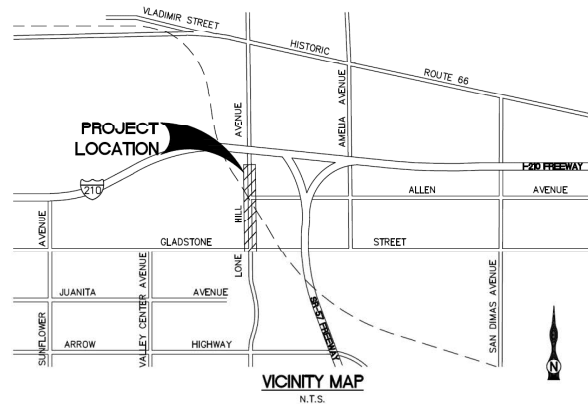 VLADIMIR STREET
HISTORIC
ROUTE 66
PROJECT
LOCATION
AVENUE
AMELIA AVENUE
I-210 FREEWAY
210
ALLEN AVENUE
AVENUE
HILL
GLADSTONE STREET
LONE
JUANITA AVENUE
VALLEY CENTER AVENUE
SUNFLOWER
ARROW HIGHWAY
SR-57 FREEWAY
SAN DIMAS AVENUE
N
VICINITY MAP
N.T.S.